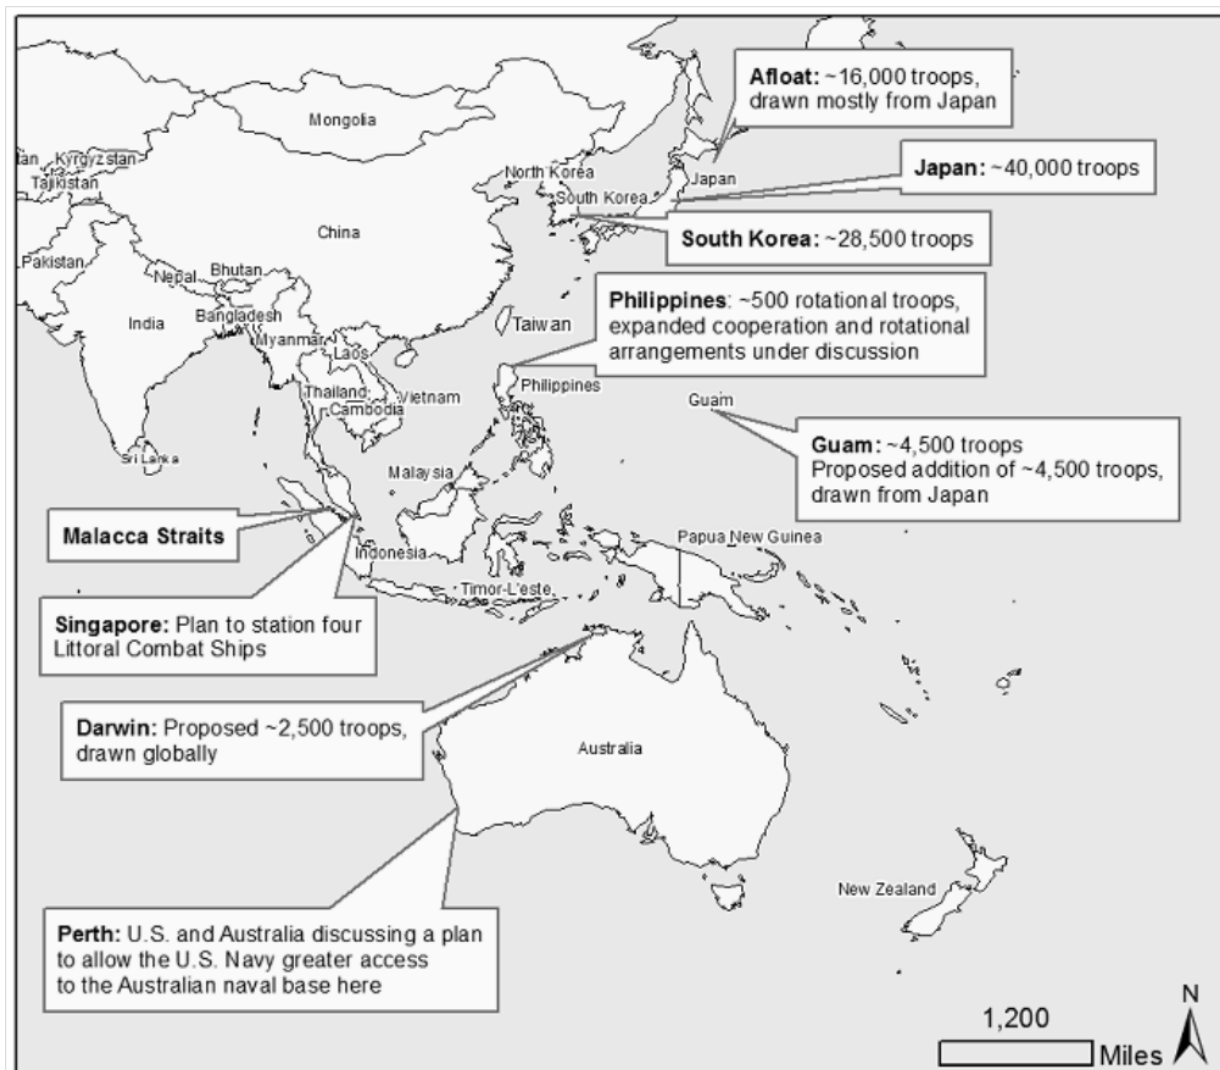 Afloat: ~16,000 troops,
drawn mostly from Japan
Mongolia
tan
Kyrgyzstan
Tajikistan
North Korea
Japan
Japan: ~40,000 troops
South Korea
South Korea: ~28,500 troops
China
Pakistan
Nepal
Bhutan
Philippines: ~500 rotational troops,
expanded cooperation and rotational
arrangements under discussion
India
Bangladesh
Taiwan
Myanmar
Laos
Thailand
Vietnam
Cambodia
Philippines
Guam
Guam: ~4,500 troops
Proposed addition of ~4,500 troops,
drawn from Japan
Sri Lanka
Malaysia
Malacca Straits
Indonesia
Papua New Guinea
Timor-L'este
Singapore: Plan to station four
Littoral Combat Ships
Darwin: Proposed ~2,500 troops,
drawn globally
Australia
New Zealand
Perth: U.S. and Australia discussing a plan
to allow the U.S. Navy greater access
to the Australian naval base here
N
1,200
Miles